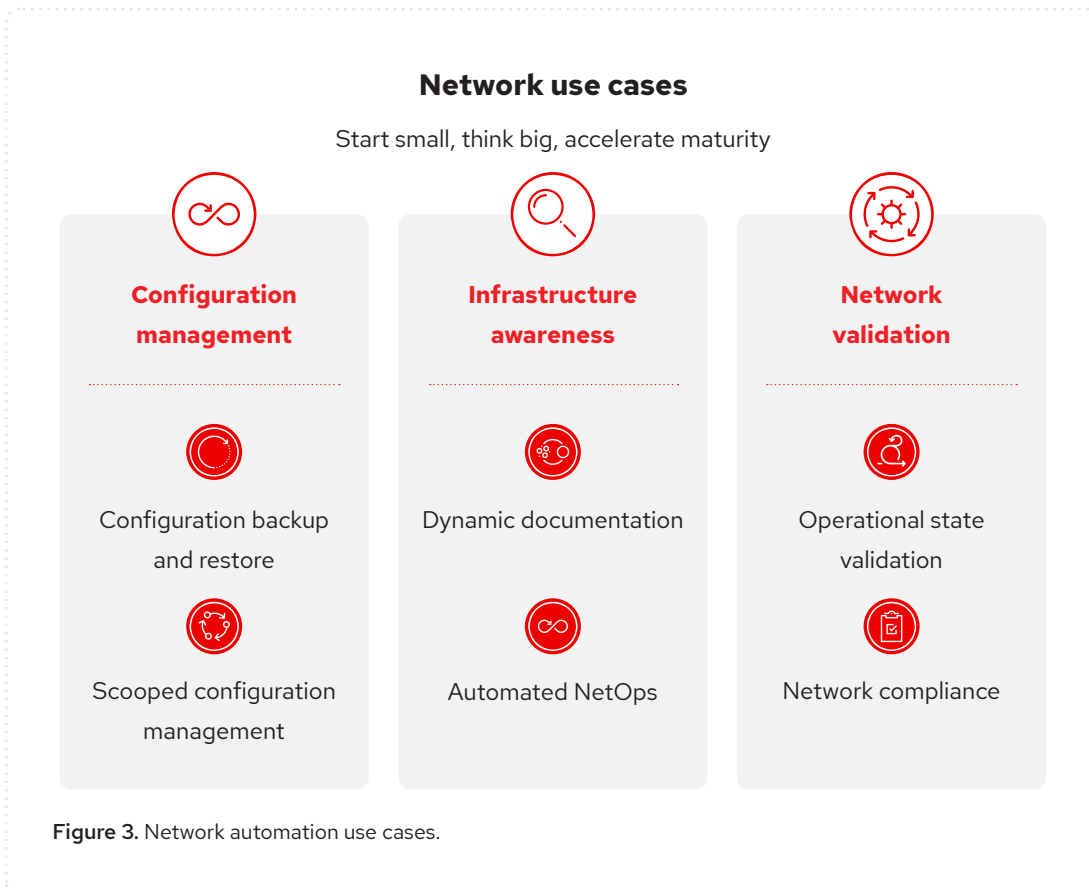 Network use cases
Start small, think big, accelerate maturity
Configuration
management
Configuration backup
and restore
Scooped configuration
management
Infrastructure
awareness
Dynamic documentation
Automated NetOps
Network
validation
Operational state
validation
Network compliance
Figure 3. Network automation use cases.